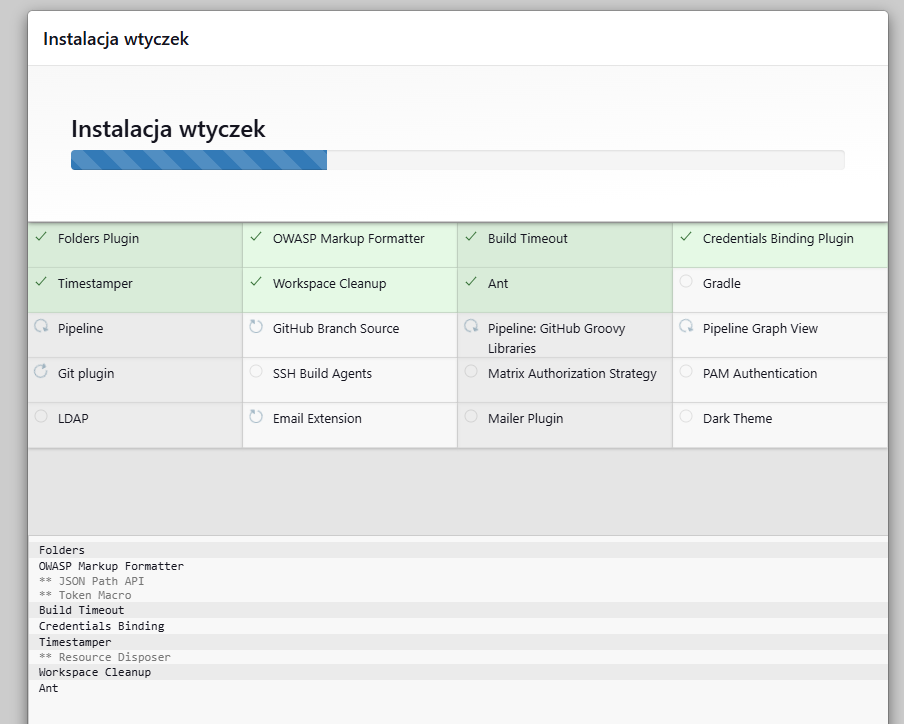 Instalacja wtyczek
Instalacja wtyczek
Folders Plugin
OWASP Markup Formatter
Build Timeout
Credentials Binding Plugin
Timestamper
Workspace Cleanup
Ant
Gradle
Pipeline
GitHub Branch Source
Pipeline: GitHub Groovy
Libraries
Pipeline Graph View
Git plugin
SSH Build Agents
Matrix Authorization Strategy
PAM Authentication
LDAP
Email Extension
Mailer Plugin
Dark Theme
Folders
OWASP Markup Formatter
** JSON Path API
** Token Macro
Build Timeout
Credentials Binding
Timestamper
** Resource Disposer
Workspace Cleanup
Ant